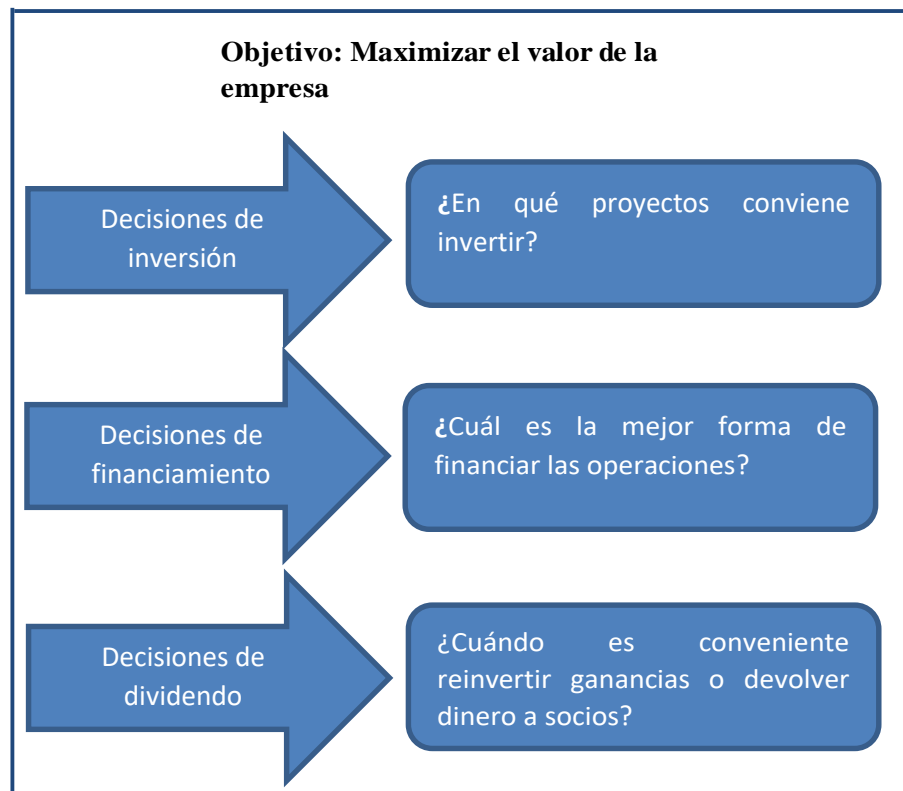 Objetivo: Maximizar el valor de la
empresa
Decisiones de
inversión
¿En qué proyectos conviene
invertir?
Decisiones de
financiamiento
¿Cuál es la mejor forma de
financiar las operaciones?
Decisiones de
dividendo
¿Cuándo es conveniente
reinvertir ganancias o devolver
dinero a socios?